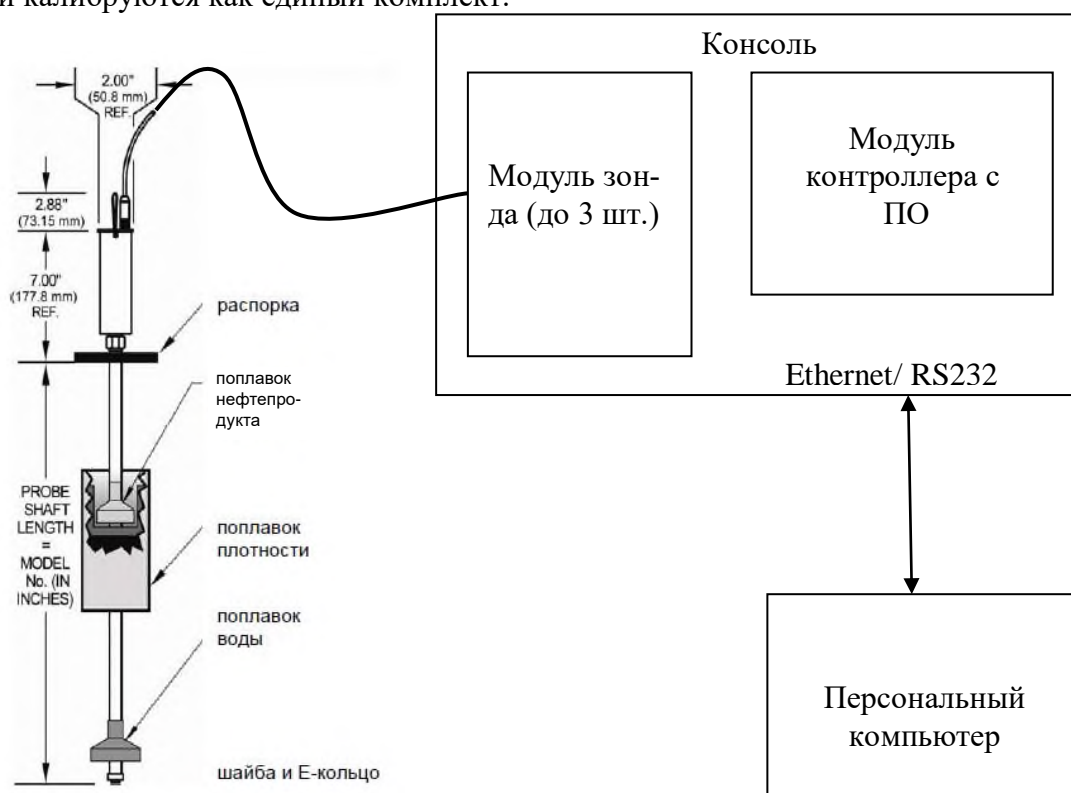 и калибруются как единый комплект.
Консоль
Модуль зон-
да (до 3 шт.)
Модуль
контроллера с
ПО
Ethernet/ RS232
Персональный
компьютер
2.00"
(50.8 mm)
REF.
2.88"
(73.15 mm)
7.00"
(177.8 mm)
REF.
распорка
поплавок
нефтепро-
дукта
PROBE
SHAFT
LENGTH
=
MODEL
No. (IN
INCHES)
поплавок
плотности
поплавок
воды
шайба и Е-кольцо